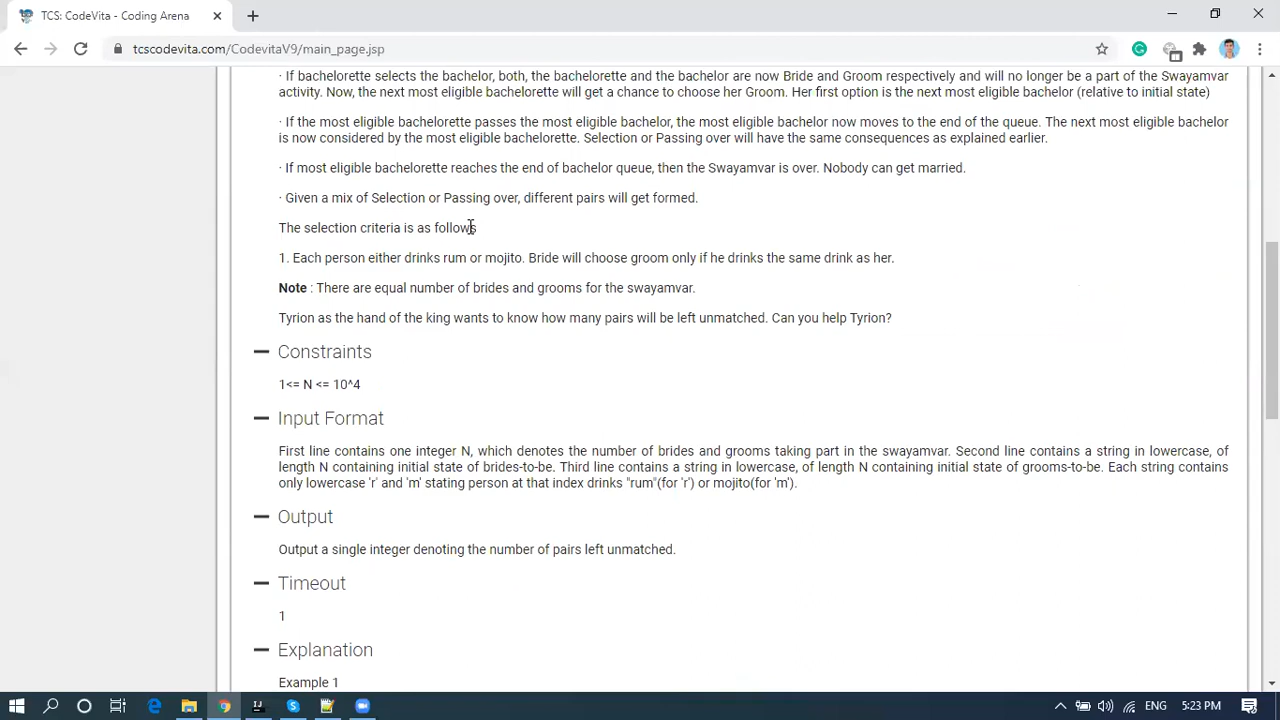 TCS: CodeVita - Coding Arena
tcscodevita.com/CodevitaV9/main_page.jsp
· If bachelorette selects the bachelor, both, the bachelorette and the bachelor are now Bride and Groom respectively and will no longer be a part of the Swayamvar
activity. Now, the next most eligible bachelorette will get a chance to choose her Groom. Her first option is the next most eligible bachelor (relative to initial state)
· If the most eligible bachelorette passes the most eligible bachelor, the most eligible bachelor now moves to the end of the queue. The next most eligible bachelor
is now considered by the most eligible bachelorette. Selection or Passing over will have the same consequences as explained earlier.
· If most eligible bachelorette reaches the end of bachelor queue, then the Swayamvar is over. Nobody can get married.
· Given a mix of Selection or Passing over, different pairs will get formed.
The selection criteria is as follows
1. Each person either drinks rum or mojito. Bride will choose groom only if he drinks the same drink as her.
Note : There are equal number of brides and grooms for the swayamvar.
Tyrion as the hand of the king wants to know how many pairs will be left unmatched. Can you help Tyrion?
Constraints
1<= N <= 10^4
Input Format
First line contains one integer N, which denotes the number of brides and grooms taking part in the swayamvar. Second line contains a string in lowercase, of
length N containing initial state of brides-to-be. Third line contains a string in lowercase, of length N containing initial state of grooms-to-be. Each string contains
only lowercase 'r' and 'm' stating person at that index drinks "rum"(for 'r') or mojito(for 'm').
Output
Output a single integer denoting the number of pairs left unmatched.
Timeout
1
Explanation
Example 1
ENG
5:23 PM